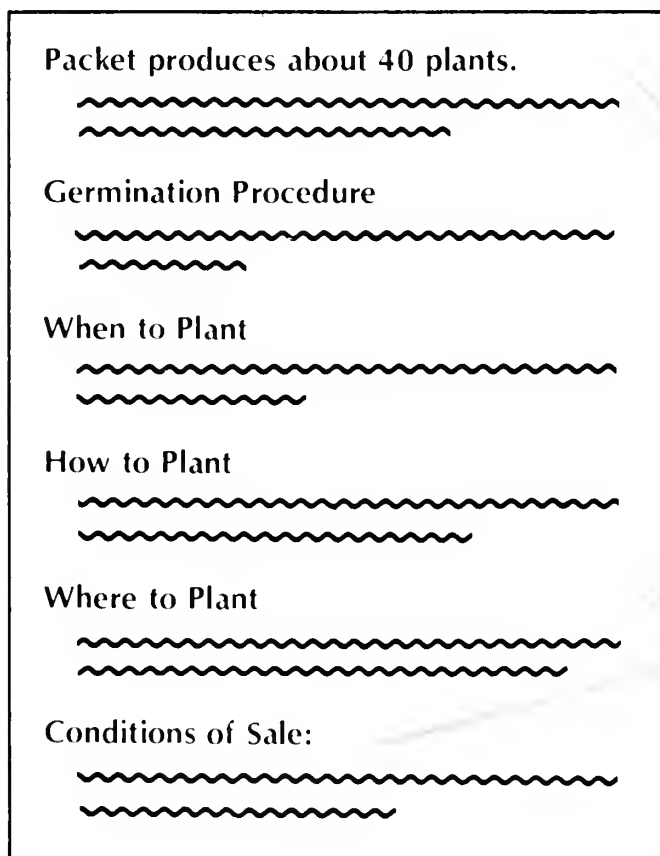 Packet produces about 40 plants.
Germination Procedure
When to Plant
How to Plant
Where to Plant
Conditions of Sale: